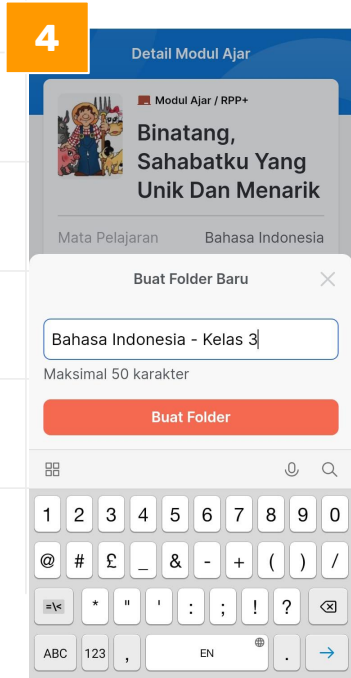 4
Detail Modul Ajar
Modul Ajar / RPP+
Binatang,
Sahabatku Yang
Unik Dan Menarik
Mata Pelajaran Bahasa Indonesia
Buat Folder Baru
Bahasa Indonesia - Kelas 3
Maksimal 50 karakter
Buat Folder
1 2 3 4 5 6 7 8 9 0
@ # £ _ & - + ( ) /
=\< * " ' : ; ! ?
ABC 123 , EN .